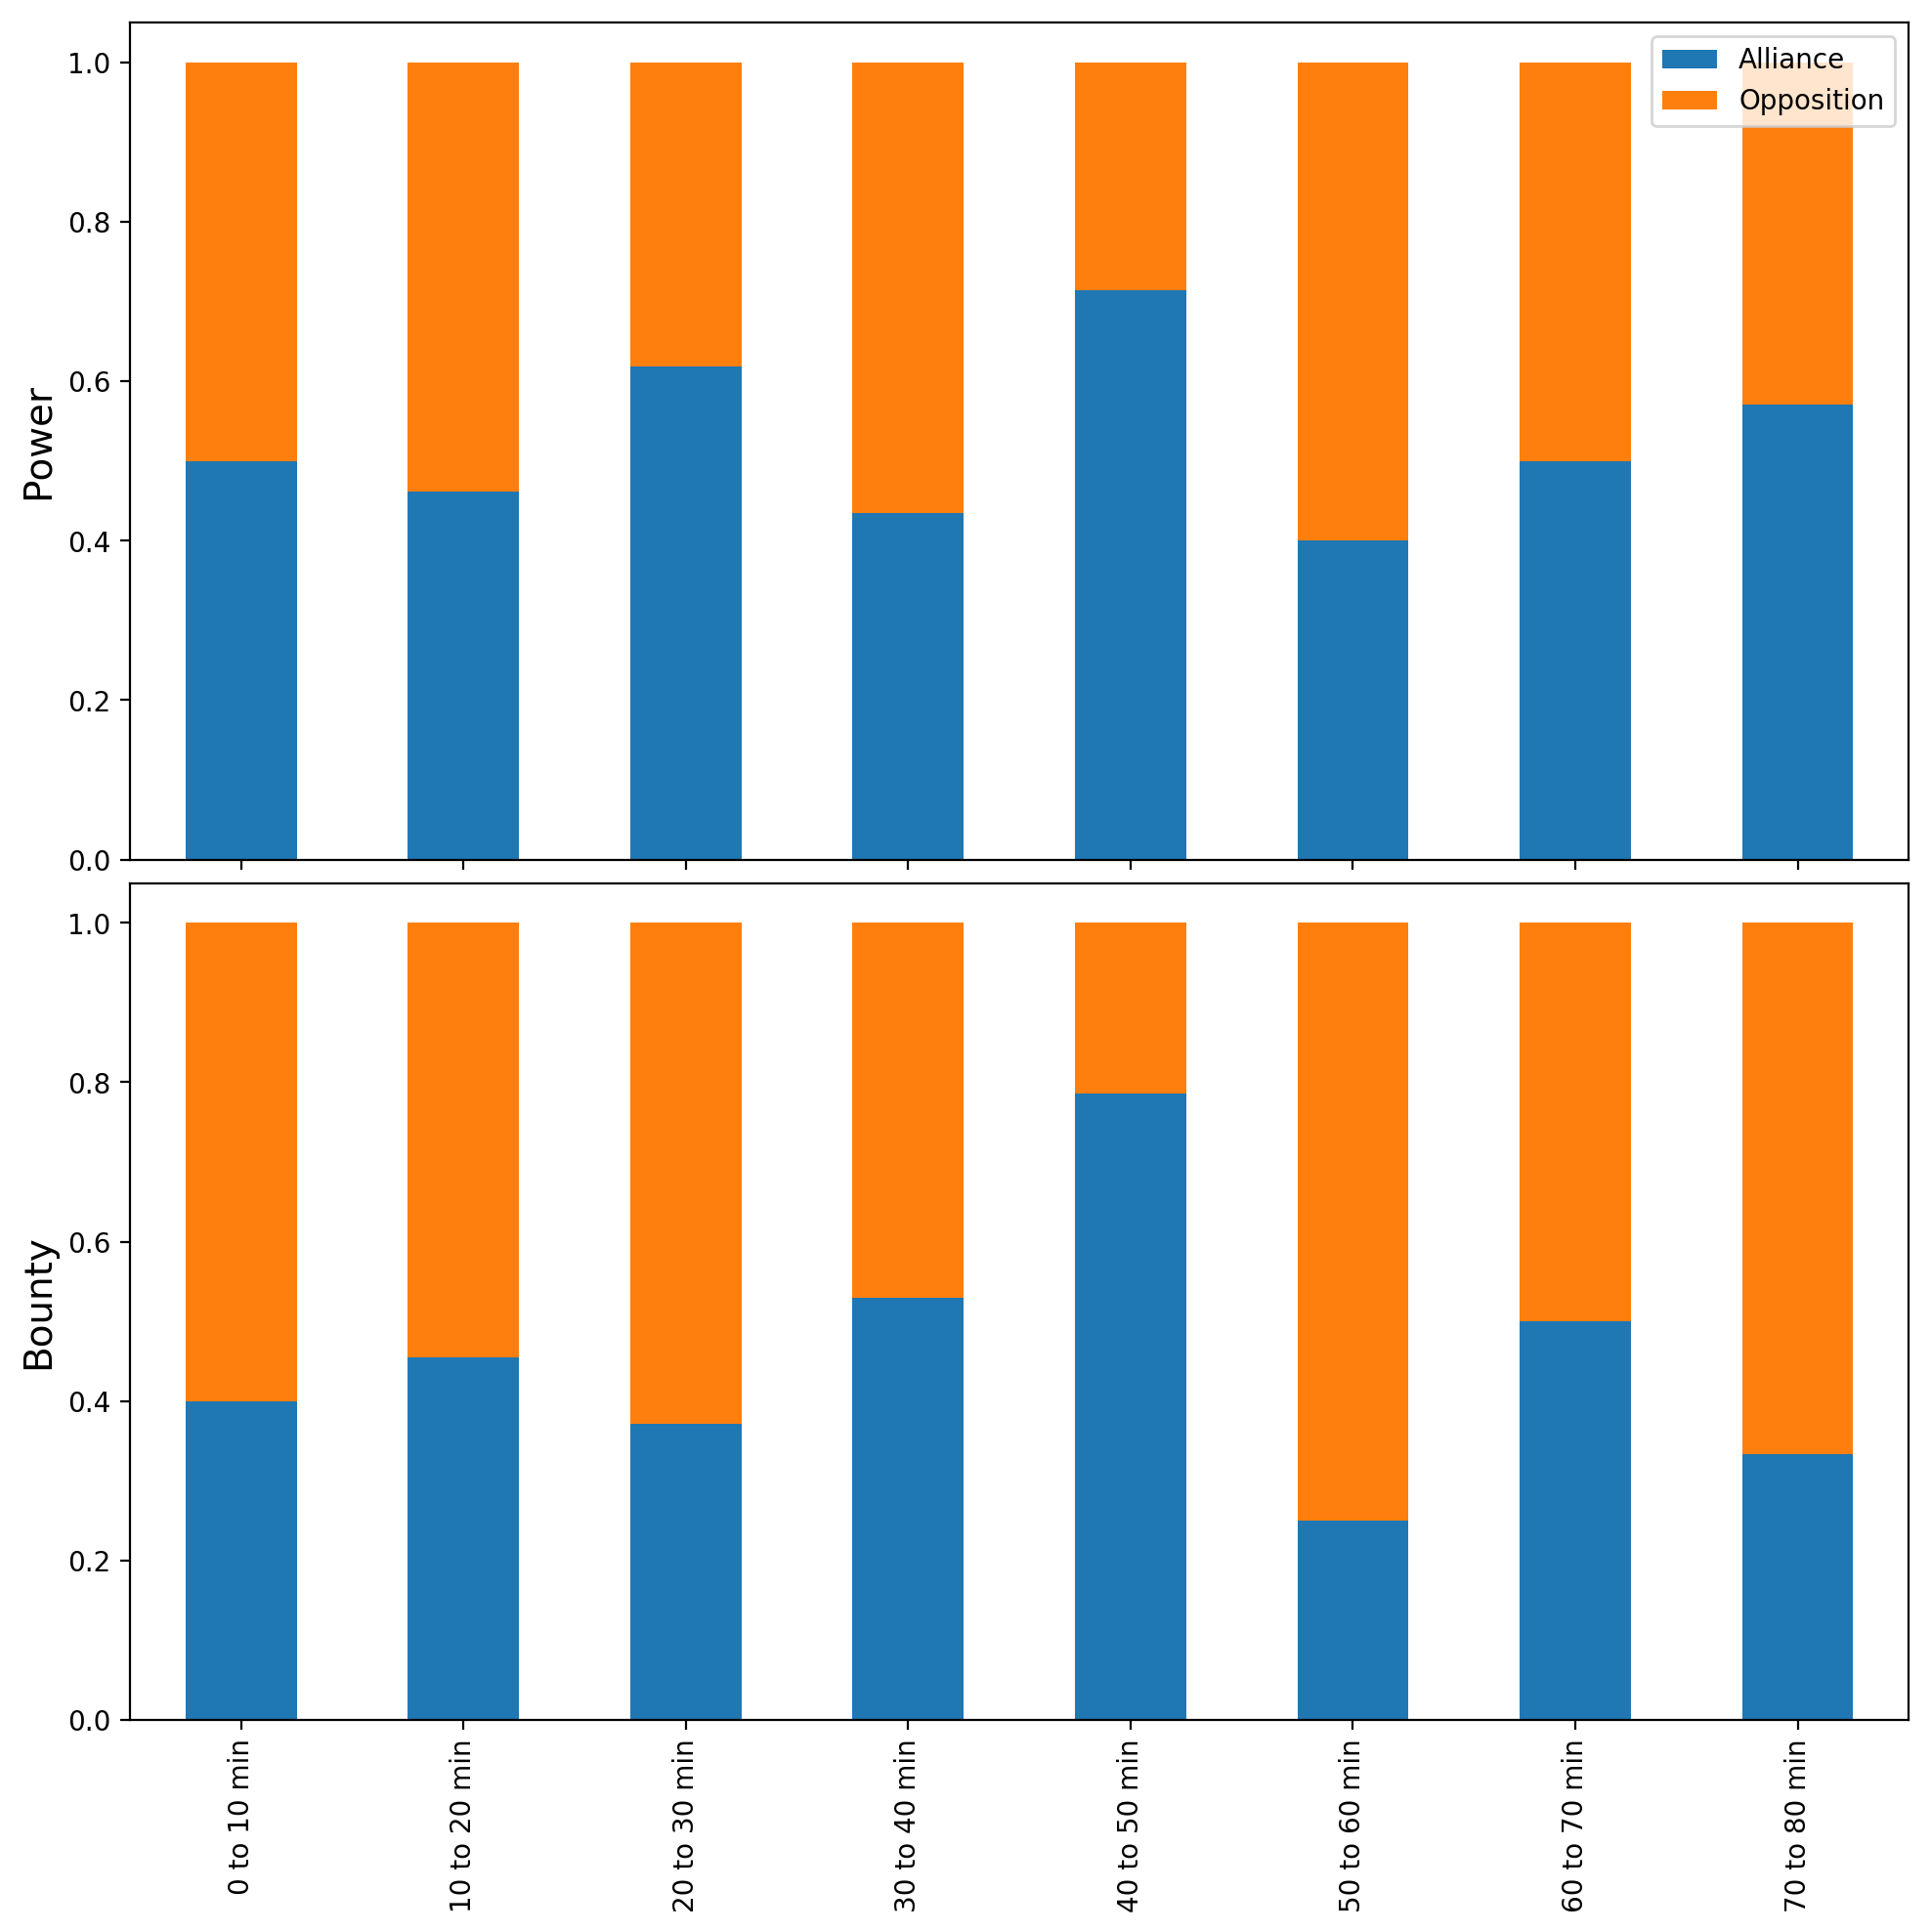 Alliance
Opposition
Power
1.0
0.8
0.6
0.4
0.2
0.0
Bounty
1.0
0.8
0.6
0.4
0.2
0.0
0 to 10 min
10 to 20 min
20 to 30 min
30 to 40 min
40 to 50 min
50 to 60 min
60 to 70 min
70 to 80 min